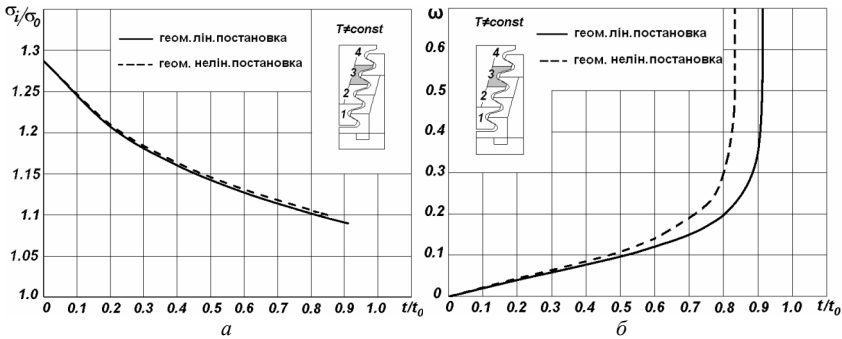 σi/σ0
1.3
1.2
1.15
1.1
1.05
1.0
0 0.1 0.2 0.3 0.4 0.5 0.6 0.7 0.8 0.9 1.0 t/t0
T≠const
геом.лін.постановка
геом. нелін.постановка
4
3
2
1
а
ω
0.6
0.5
0.4
0.3
0.2
0.1
0
0 0.1 0.2 0.3 0.4 0.5 0.6 0.7 0.8 0.9 1.0 t/t0
T≠const
геом.лін.постановка
геом. нелін.постановка
4
3
2
1
б